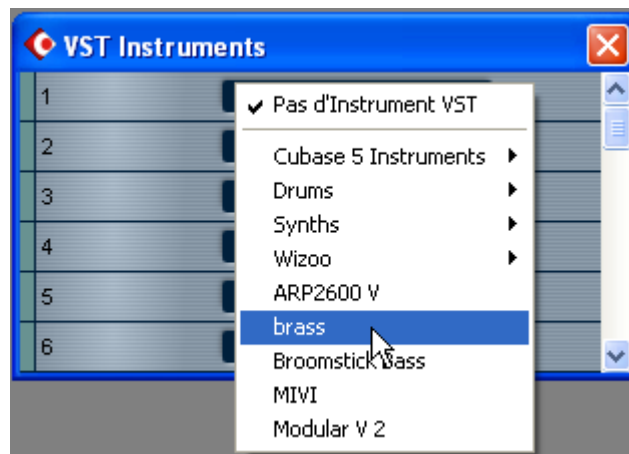 VST Instruments
1
Pas d'Instrument VST
2
Cubase 5 Instruments
3
Drums
Synths
4
Wizoo
5
ARP2600 V
brass
6
Broomstick Bass
MIVI
Modular V 2